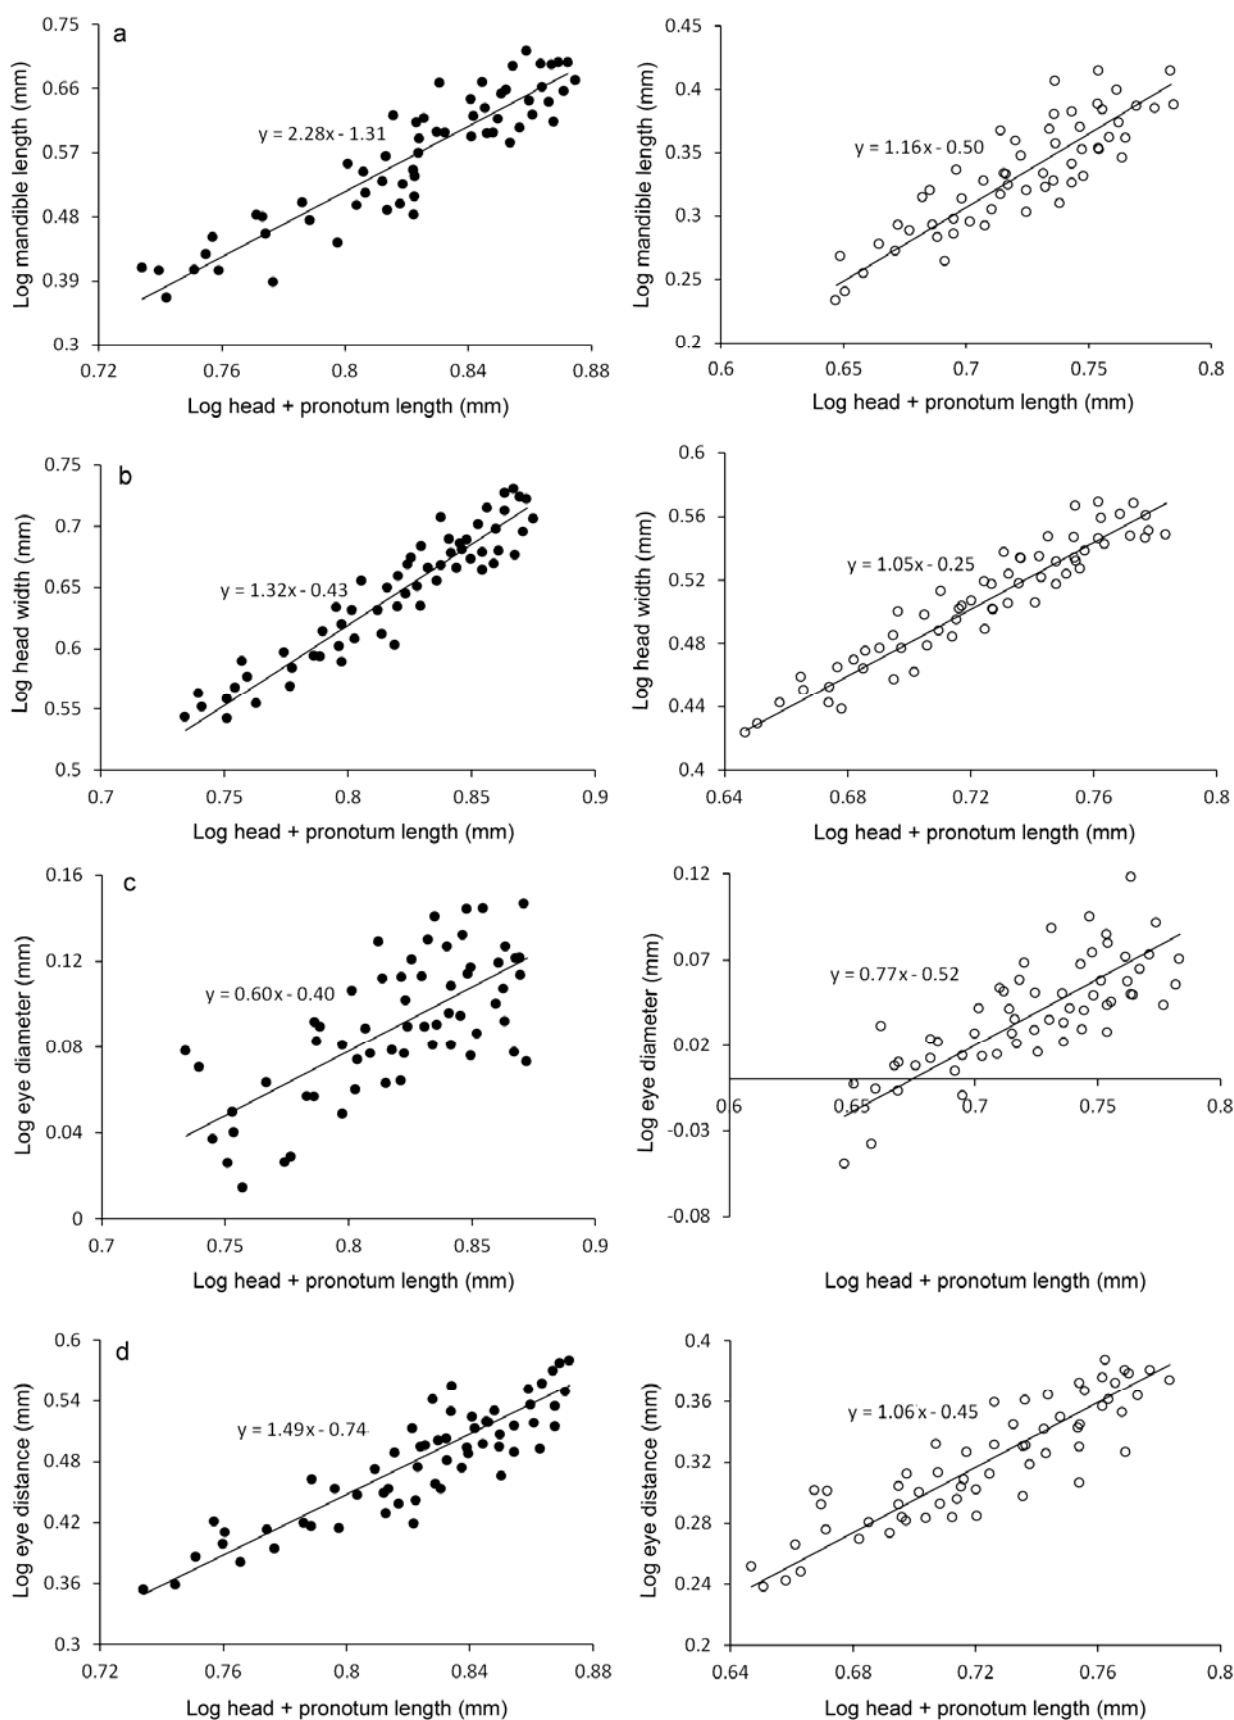 a
0.75
0.66
0.57
0.48
0.39
0.3
y = 2.28x - 1.31
0.72 0.76 0.8 0.84 0.88
Log head + pronotum length (mm)
Log mandible length (mm)
0.45
0.4
0.35
0.3
0.25
0.2
y = 1.16x - 0.50
0.6 0.65 0.7 0.75 0.8
Log head + pronotum length (mm)
Log mandible length (mm)
b
0.75
0.7
0.65
0.6
0.55
0.5
y = 1.32x - 0.43
0.7 0.75 0.8 0.85 0.9
Log head + pronotum length (mm)
Log head width (mm)
0.6
0.56
0.52
0.48
0.44
0.4
y = 1.05x - 0.25
0.64 0.68 0.72 0.76 0.8
Log head + pronotum length (mm)
Log head width (mm)
c
0.16
0.12
0.08
0.04
0
y = 0.60x - 0.40
0.7 0.75 0.8 0.85 0.9
Log head + pronotum length (mm)
Log eye diameter (mm)
0.12
0.07
0.02
-0.03
-0.08
y = 0.77x - 0.52
0.6 0.65 0.7 0.75 0.8
Log head + pronotum length (mm)
Log eye diameter (mm)
d
0.6
0.54
0.48
0.42
0.36
0.3
y = 1.49x - 0.74
0.72 0.76 0.8 0.84 0.88
Log head + pronotum length (mm)
Log eye distance (mm)
0.4
0.36
0.32
0.28
0.24
0.2
y = 1.06x - 0.45
0.64 0.68 0.72 0.76 0.8
Log head + pronotum length (mm)
Log eye distance (mm)